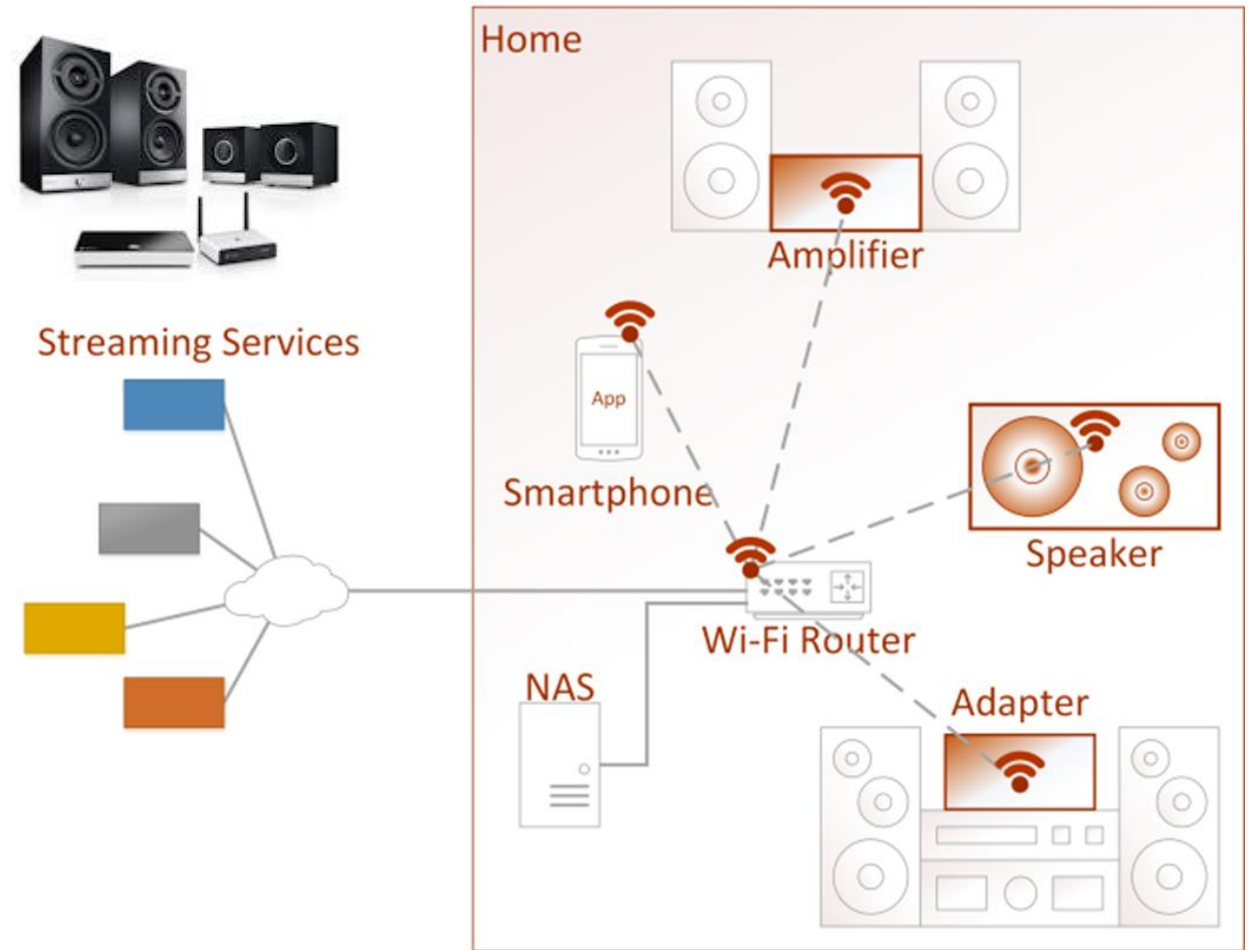 Home
Amplifier
Streaming Services
App
Smartphone
Speaker
Wi-Fi Router
NAS
Adapter